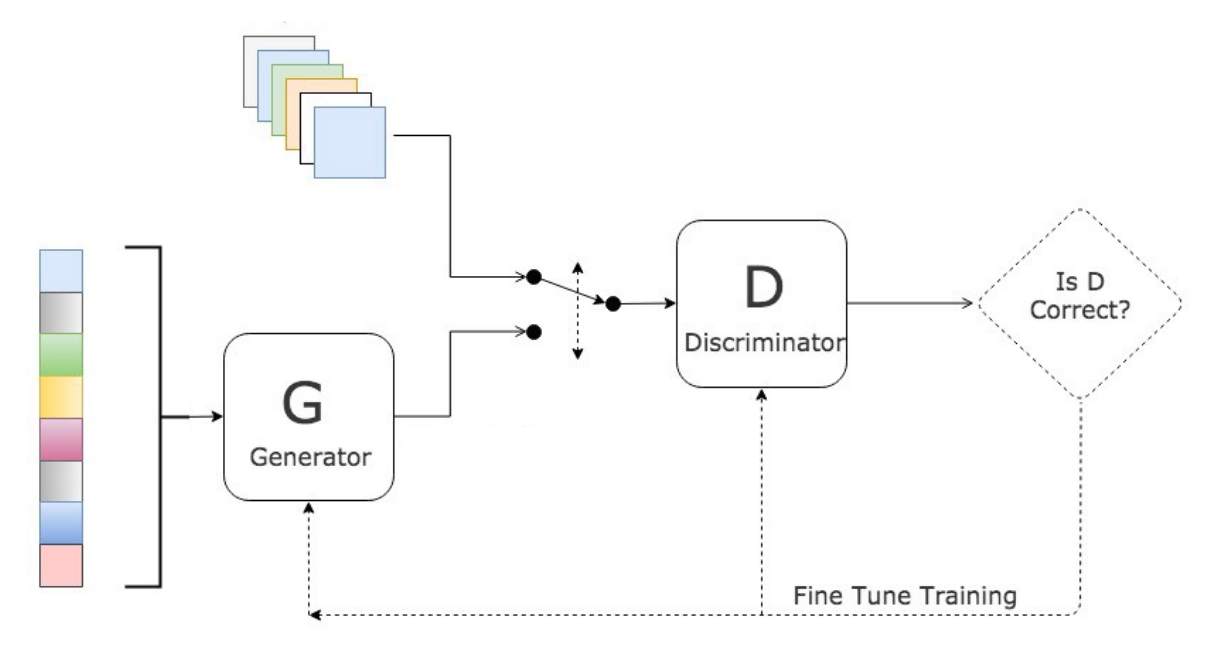 D
Discriminator
Is D
Correct?
G
Generator
Fine Tune Training